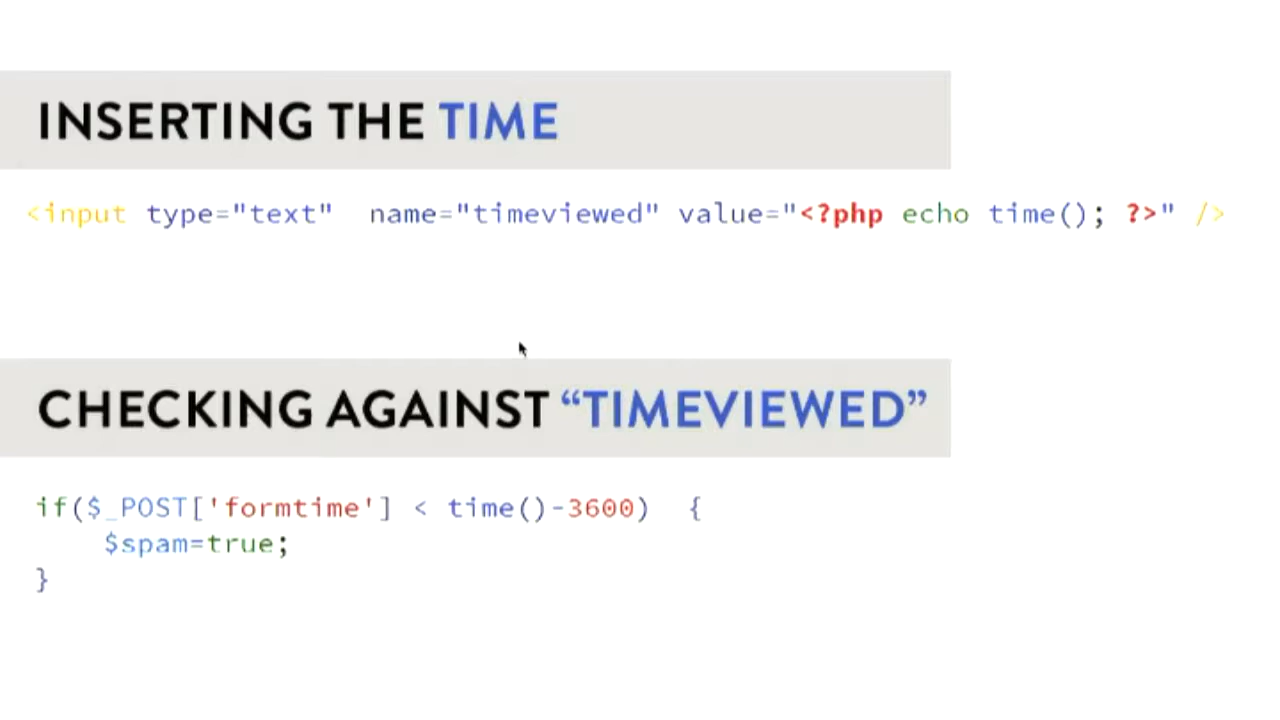 INSERTING THE TIME
<input type="text"  name="timeviewed" value="<?php echo time(); ?>" />
CHECKING AGAINST “TIMEVIEWED”
if($_POST['formtime'] < time()-3600)  {
    $spam=true;
}